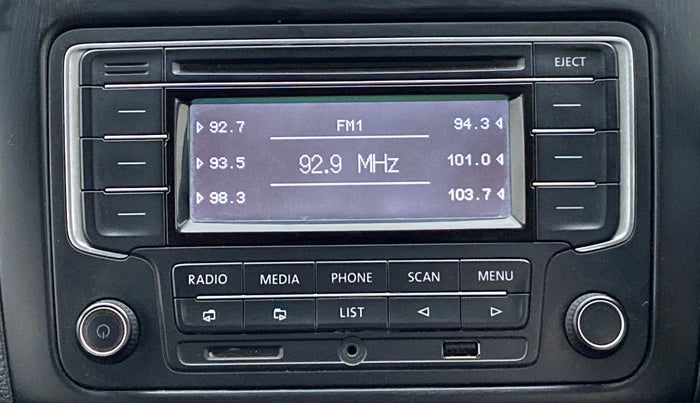 EJECT
92.7 FM1 94.3
93.5 92.9 MHz 101.0
98.3 103.7
RADIO MEDIA PHONE SCAN MENU
LIST